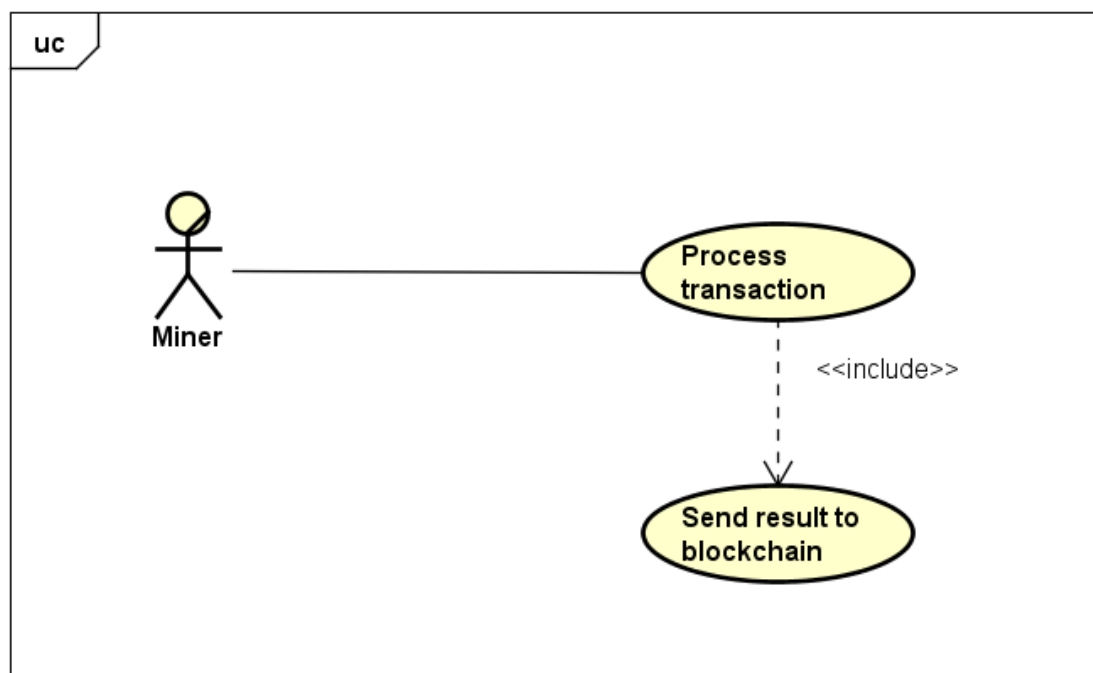 uc
Process
transaction
Miner
<<include>>
Send result to
blockchain